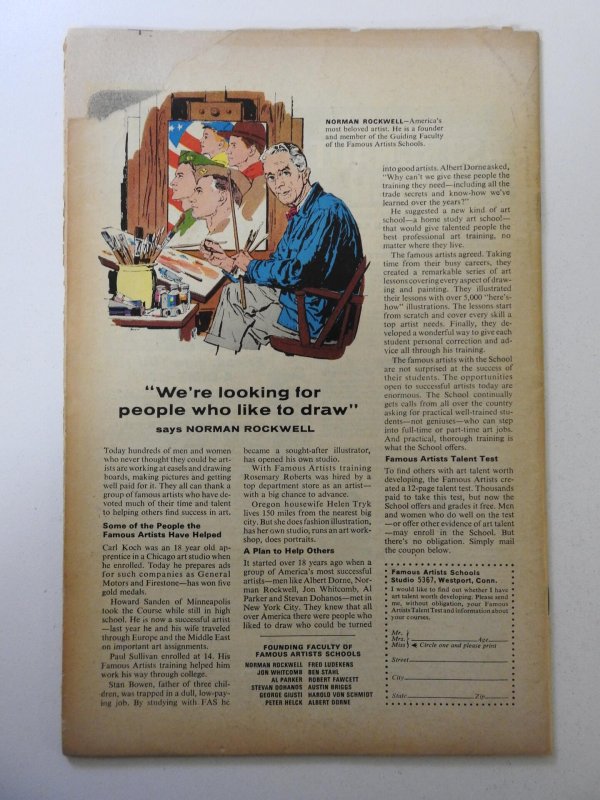 NORMAN ROCKWELL—America's
most beloved artist. He is a founder
and member of the Guiding Faculty
of the Famous Artists Schools.
"We're looking for
people who like to draw"
says NORMAN ROCKWELL
Today hundreds of men and women
who never thought they could be art-
ists are working at easels and drawing
boards, making pictures and getting
well paid for it. They all can thank a
group of famous artists who have de-
voted much of their time and talent
to helping others find success in art.
Some of the People the
Famous Artists Have Helped
Carl Koch was an 18 year old ap-
prentice in a Chicago art studio when
he enrolled. Today he prepares ads
for such companies as General
Motors and Firestone—has won five
gold medals.
Howard Sanden of Minneapolis
took the Course while still in high
school. He is now a successful artist
—last year he and his wife traveled
through Europe and the Middle East
on important art assignments.
Paul Sullivan enrolled at 14. His
Famous Artists training helped him
work his way through college.
Stan Bowen, father of three chil-
dren, was trapped in a dull, low-pay-
ing job. By studying with FAS he
became a sought-after illustrator,
has opened his own studio.
With Famous Artists training
Rosemary Roberts was hired by a
top department store as an artist—
with a big chance to advance.
Oregon housewife Helen Tryk
lives 150 miles from the nearest big
city. But she does fashion illustration,
has her own studio, runs an art work-
shop, does portraits.
A Plan to Help Others
It started over 18 years ago when a
group of America's most successful
artists—men like Albert Dorne, Nor-
man Rockwell, Jon Whitcomb, Al
Parker and Stevan Dohanos—met in
New York City. They knew that all
over America there were people who
liked to draw who could be turned
FOUNDING FACULTY OF
FAMOUS ARTISTS SCHOOLS
NORMAN ROCKWELL FRED LUDEKENS
JON WHITCOMB BEN STAHL
AL PARKER ROBERT FAWCETT
STEVAN DOHANOS AUSTIN BRIGGS
GEORGE GIUSTI HAROLD VON SCHMIDT
PETER HELCK ALBERT DORNE
into good artists. Albert Dorne asked,
"Why can't we give these people the
training they need—including all the
trade secrets and know-how we've
learned over the years?"
He suggested a new kind of art
school—a home study art school—
that would give talented people the
best professional art training, no
matter where they live.
The famous artists agreed. Taking
time from their busy careers, they
created a remarkable series of art
lessons covering every aspect of draw-
ing and painting. They illustrated
their lessons with over 5,000 "here's-
how" illustrations. The lessons start
from scratch and cover every skill a
top artist needs. Finally, they de-
veloped a wonderful way to give each
student personal correction and ad-
vice all through his training.
The famous artists with the School
are not surprised at the success of
their students. The opportunities
open to successful artists today are
enormous. The School continually
gets calls from all over the country
asking for practical well-trained stu-
dents—not geniuses—who can step
into full-time or part-time art jobs.
And practical, thorough training is
what the School offers.
Famous Artists Talent Test
To find others with art talent worth
developing, the Famous Artists cre-
ated a 12-page talent test. Thousands
paid to take this test, but now the
School offers and grades it free. Men
and women who do well on the test
—or offer other evidence of art talent
—may enroll in the School. But
there's no obligation. Simply mail
the coupon below.
Famous Artists Schools
Studio 5367, Westport, Conn.
I would like to find out whether I have
art talent worth developing. Please send
me, without obligation, your Famous
Artists Talent Test and information about
your courses.
Mr.
Mrs. Age
Miss Circle one and please print
Street
City
State Zip